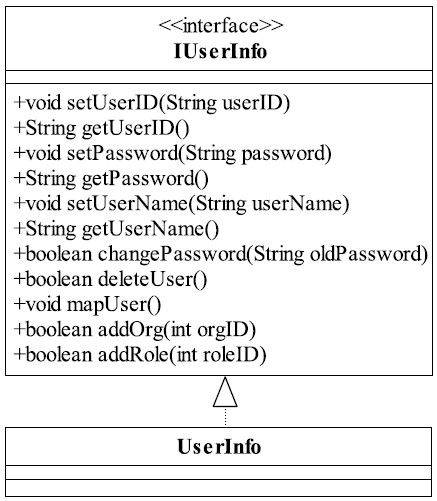 <<interface>>
IUserInfo
+void setUserID(String userID)
+String getUserID()
+void setPassword(String password)
+String getPassword()
+void setUserName(String userName)
+String getUserName()
+boolean changePassword(String oldPassword)
+boolean deleteUser()
+void mapUser()
+boolean addOrg(int orgID)
+boolean addRole(int roleID)
UserInfo